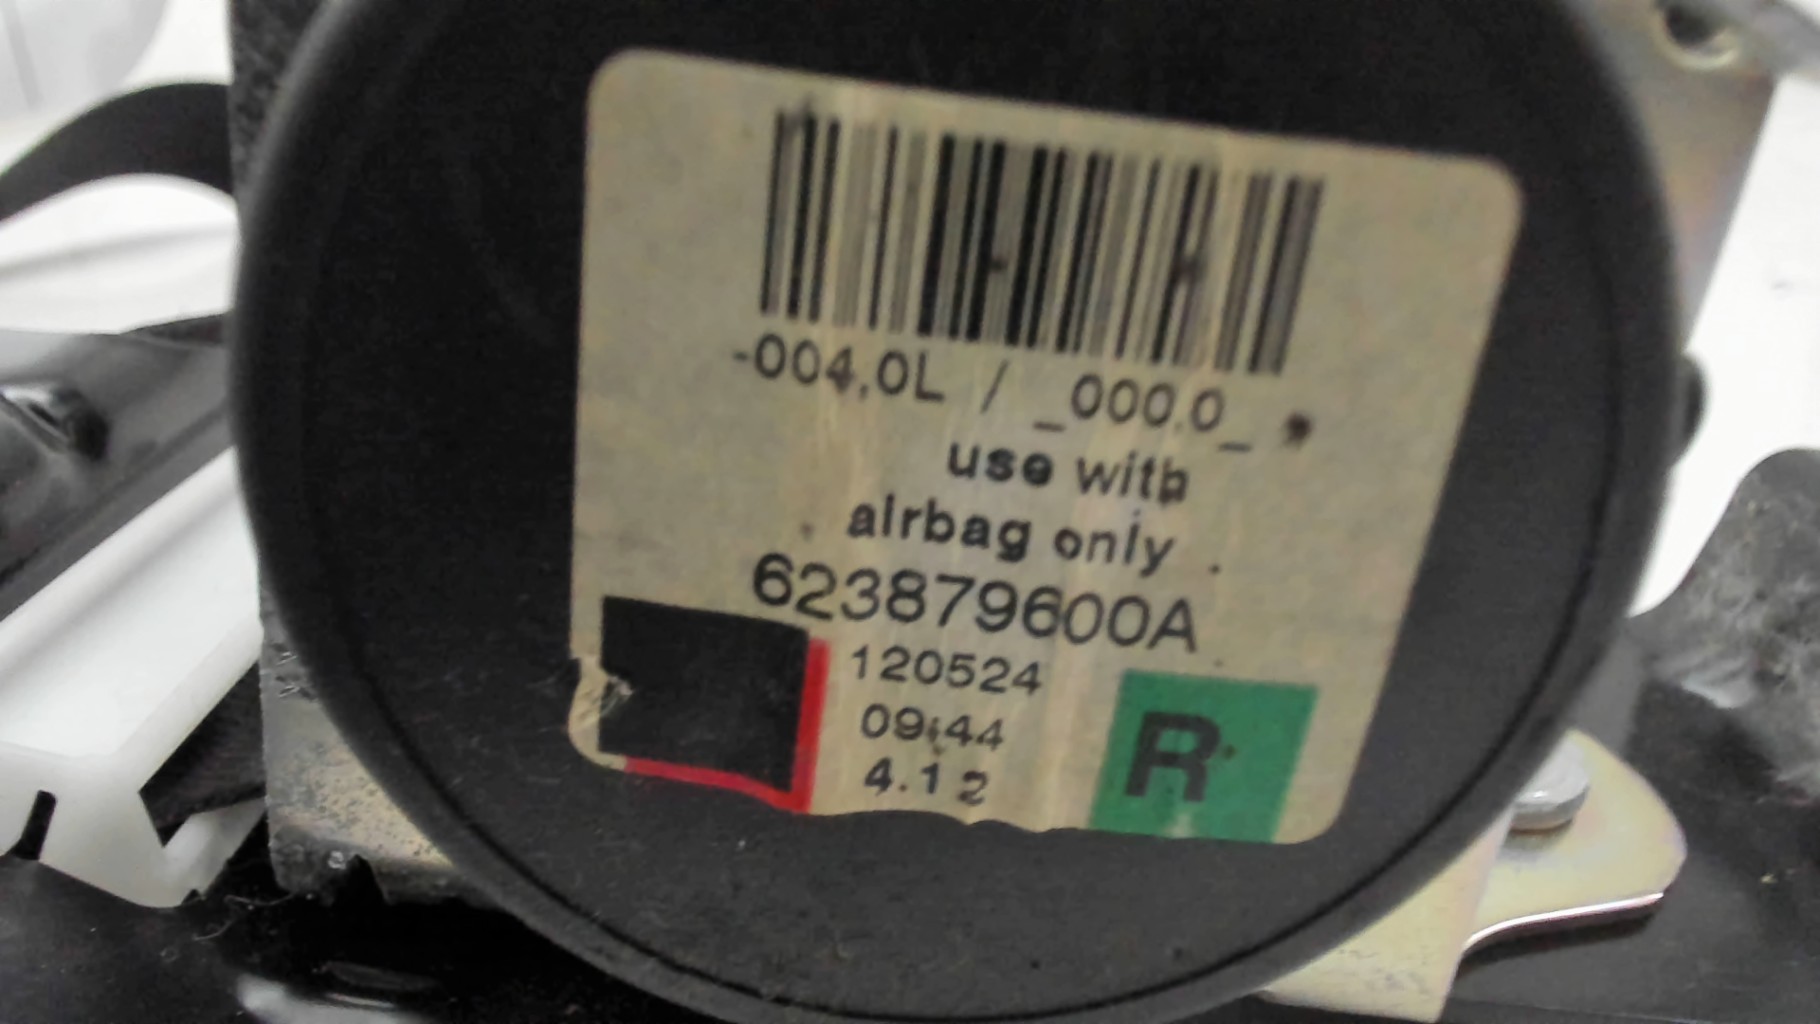 -004.0L / _000.0_
use with
airbag only
623879600A
120524
09:44
4.12
R